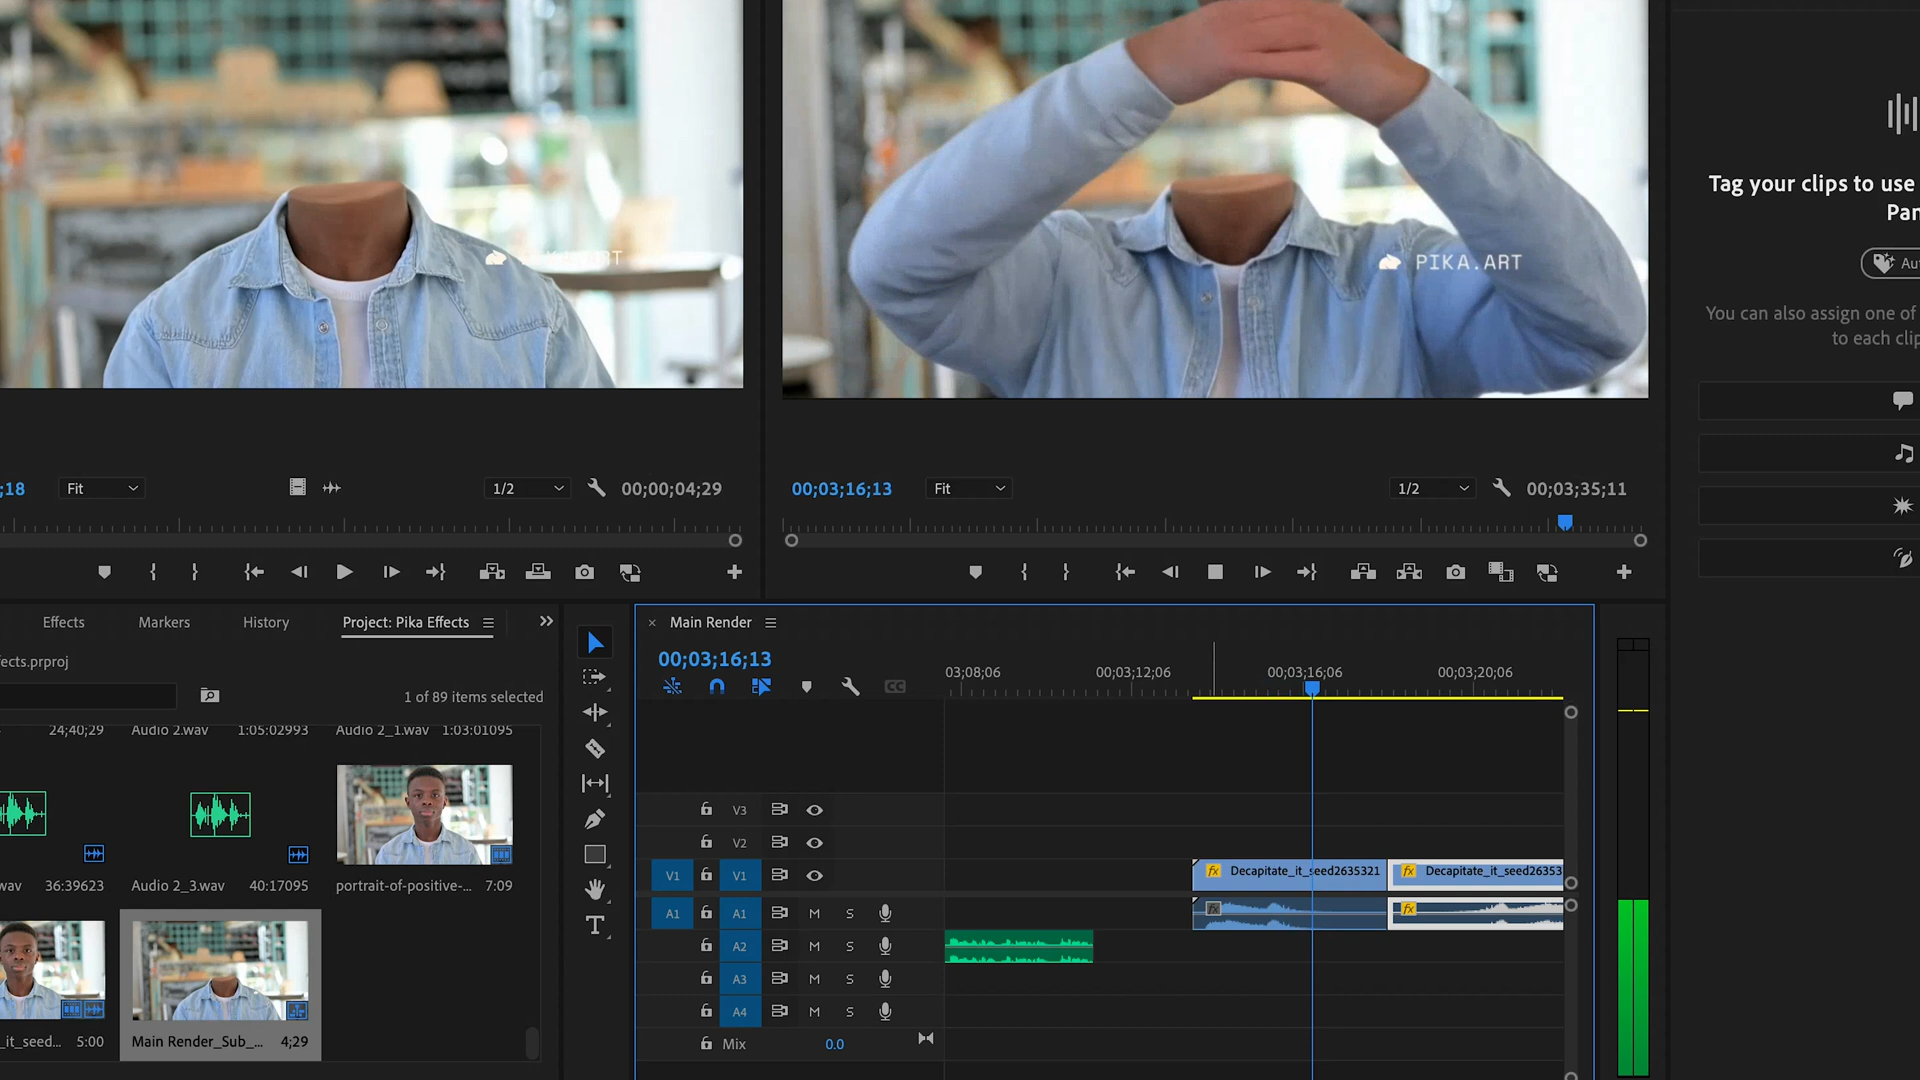 PIKA.ART
Tag your clips to use
Pan
Au
You can also assign one of
to each clip
;18
Fit
1/2
00;00;04;29
00;03;16;13
Fit
1/2
00;03;35;11
Effects
Markers
History
Project: Pika Effects
ects.prproj
1 of 89 items selected
24;40;29
Audio 2.wav
1:05:02993
Audio 2_1.wav
1:03:01095
wav
36:39623
Audio 2_3.wav
40:17095
portrait-of-positive-...
7:09
_it_seed...
5:00
Main Render_Sub_...
4;29
Main Render
00;03;16;13
03;08;06
00;03;12;06
00;03;16;06
00;03;20;06
V3
V2
V1
V1
fx Decapitate_it_seed2635321
fx Decapitate_it_seed26353
A1
A1
M
S
fx
fx
A2
M
S
A3
M
S
A4
M
S
Mix
0.0